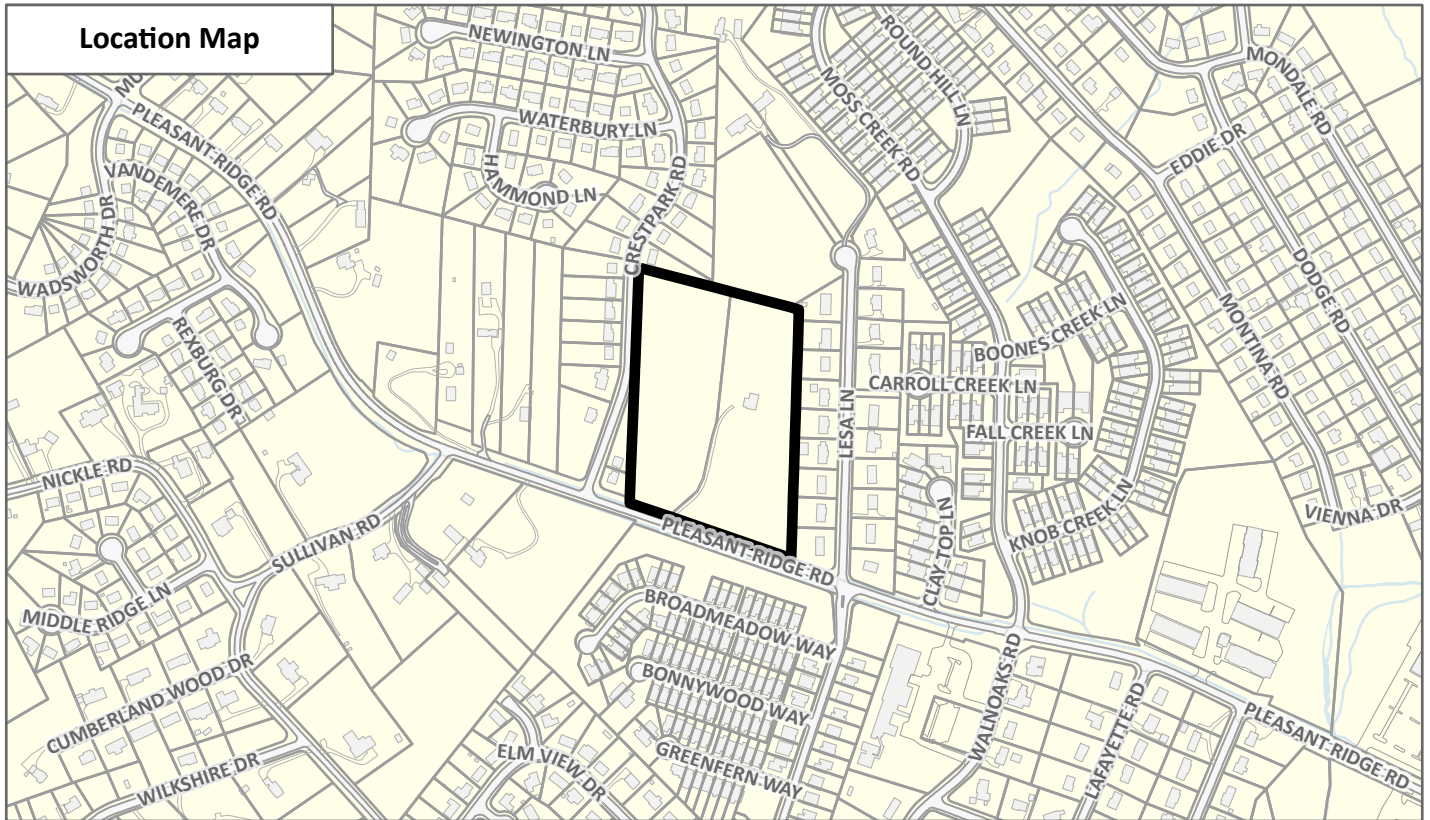 Location Map
NEWINGTON LN
ROUND HILL LN
MONDALE RD
MU
PLEASANT RIDGE RD
WATERBURY LN
MOSS CREEK RD
EDDIE DR
VANDEMERE DR
HAMMOND LN
CRESTPARK RD
WADSWORTH DR
DODGE RD
REXBURG DR
BOONES CREEK LN
MONTINA RD
CARROLL CREEK LN
LESA LN
FALL CREEK LN
NICKLE RD
SULLIVAN RD
PLEASANT RIDGE RD
CLAY TOP LN
KNOB CREEK LN
VIENNA DR
MIDDLE RIDGE LN
BROADMEADOW WAY
BONNYWOOD WAY
WALNOAKS RD
LAFAYETTE RD
PLEASANT RIDGE RD
CUMBERLAND WOOD DR
WILKSHIRE DR
ELM VIEW DR
GREENFERN WAY